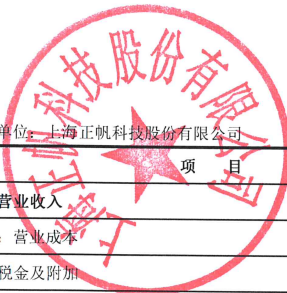 上海正帆科技股份有限公司
单位：上海正帆科技股份有限公司
项 目
营业收入
：营业成本
税金及附加